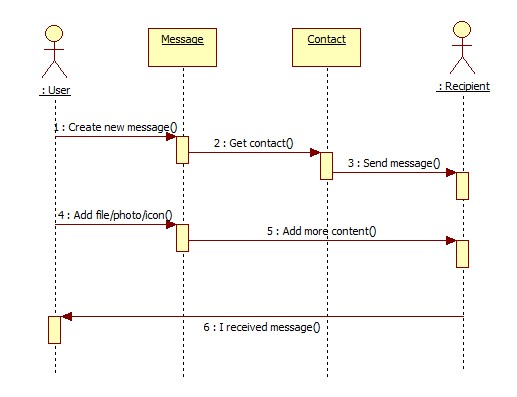 Message
Contact
: User
: Recipient
1 : Create new message()
2 : Get contact()
3 : Send message()
4 : Add file/photo/icon()
5 : Add more content()
6 : I received message()